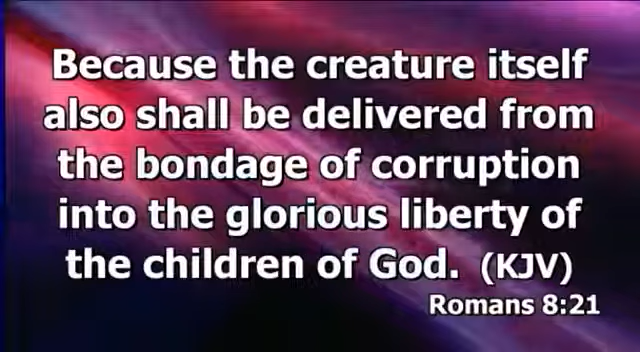 Because the creature itself
also shall be delivered from
the bondage of corruption
into the glorious liberty of
the children of God. (KJV)
Romans 8:21